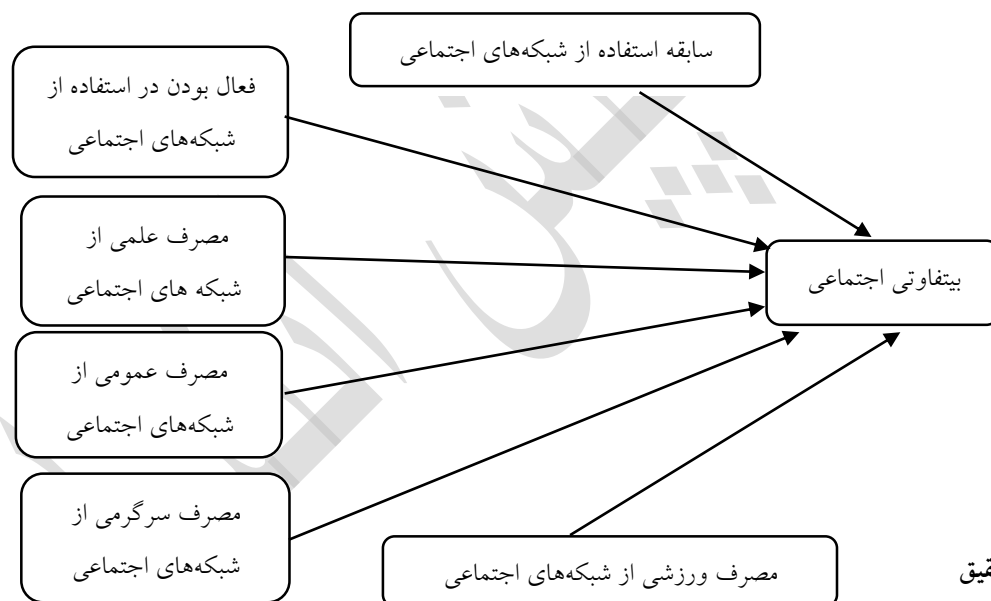 سابقه استفاده از شبکه‌های اجتماعی
فعال بودن در استفاده از
شبکه‌های اجتماعی
مصرف علمی از
شبکه های اجتماعی
بیتفاوتی اجتماعی
مصرف عمومی از
شبکه‌های اجتماعی
مصرف سرگرمی از
شبکه‌های اجتماعی
مصرف ورزشی از شبکه‌های اجتماعی